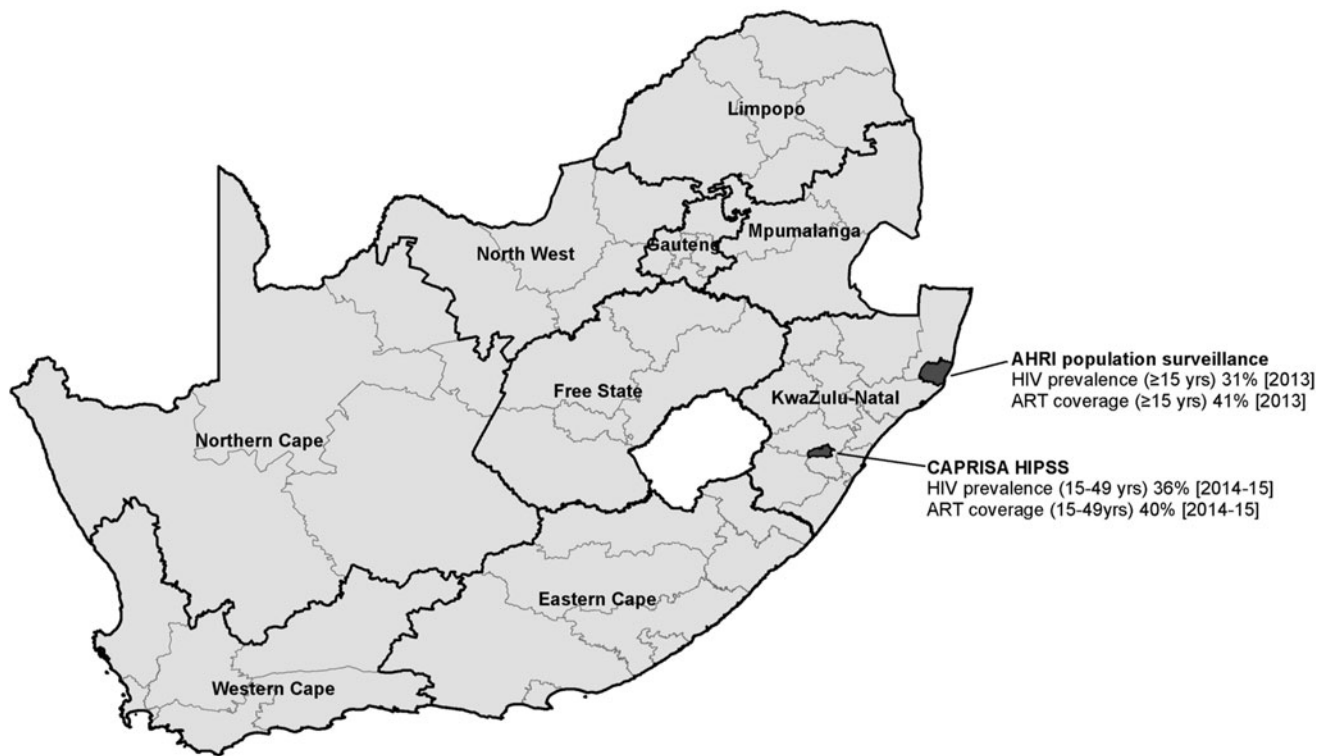 Limpopo
Mpumalanga
Gauteng
North West
AHRI population surveillance
HIV prevalence (≥15 yrs) 31% [2013]
ART coverage (≥15 yrs) 41% [2013]
Free State
KwaZulu-Natal
Northern Cape
CAPRISA HIPSS
HIV prevalence (15-49 yrs) 36% [2014-15]
ART coverage (15-49yrs) 40% [2014-15]
Eastern Cape
Western Cape